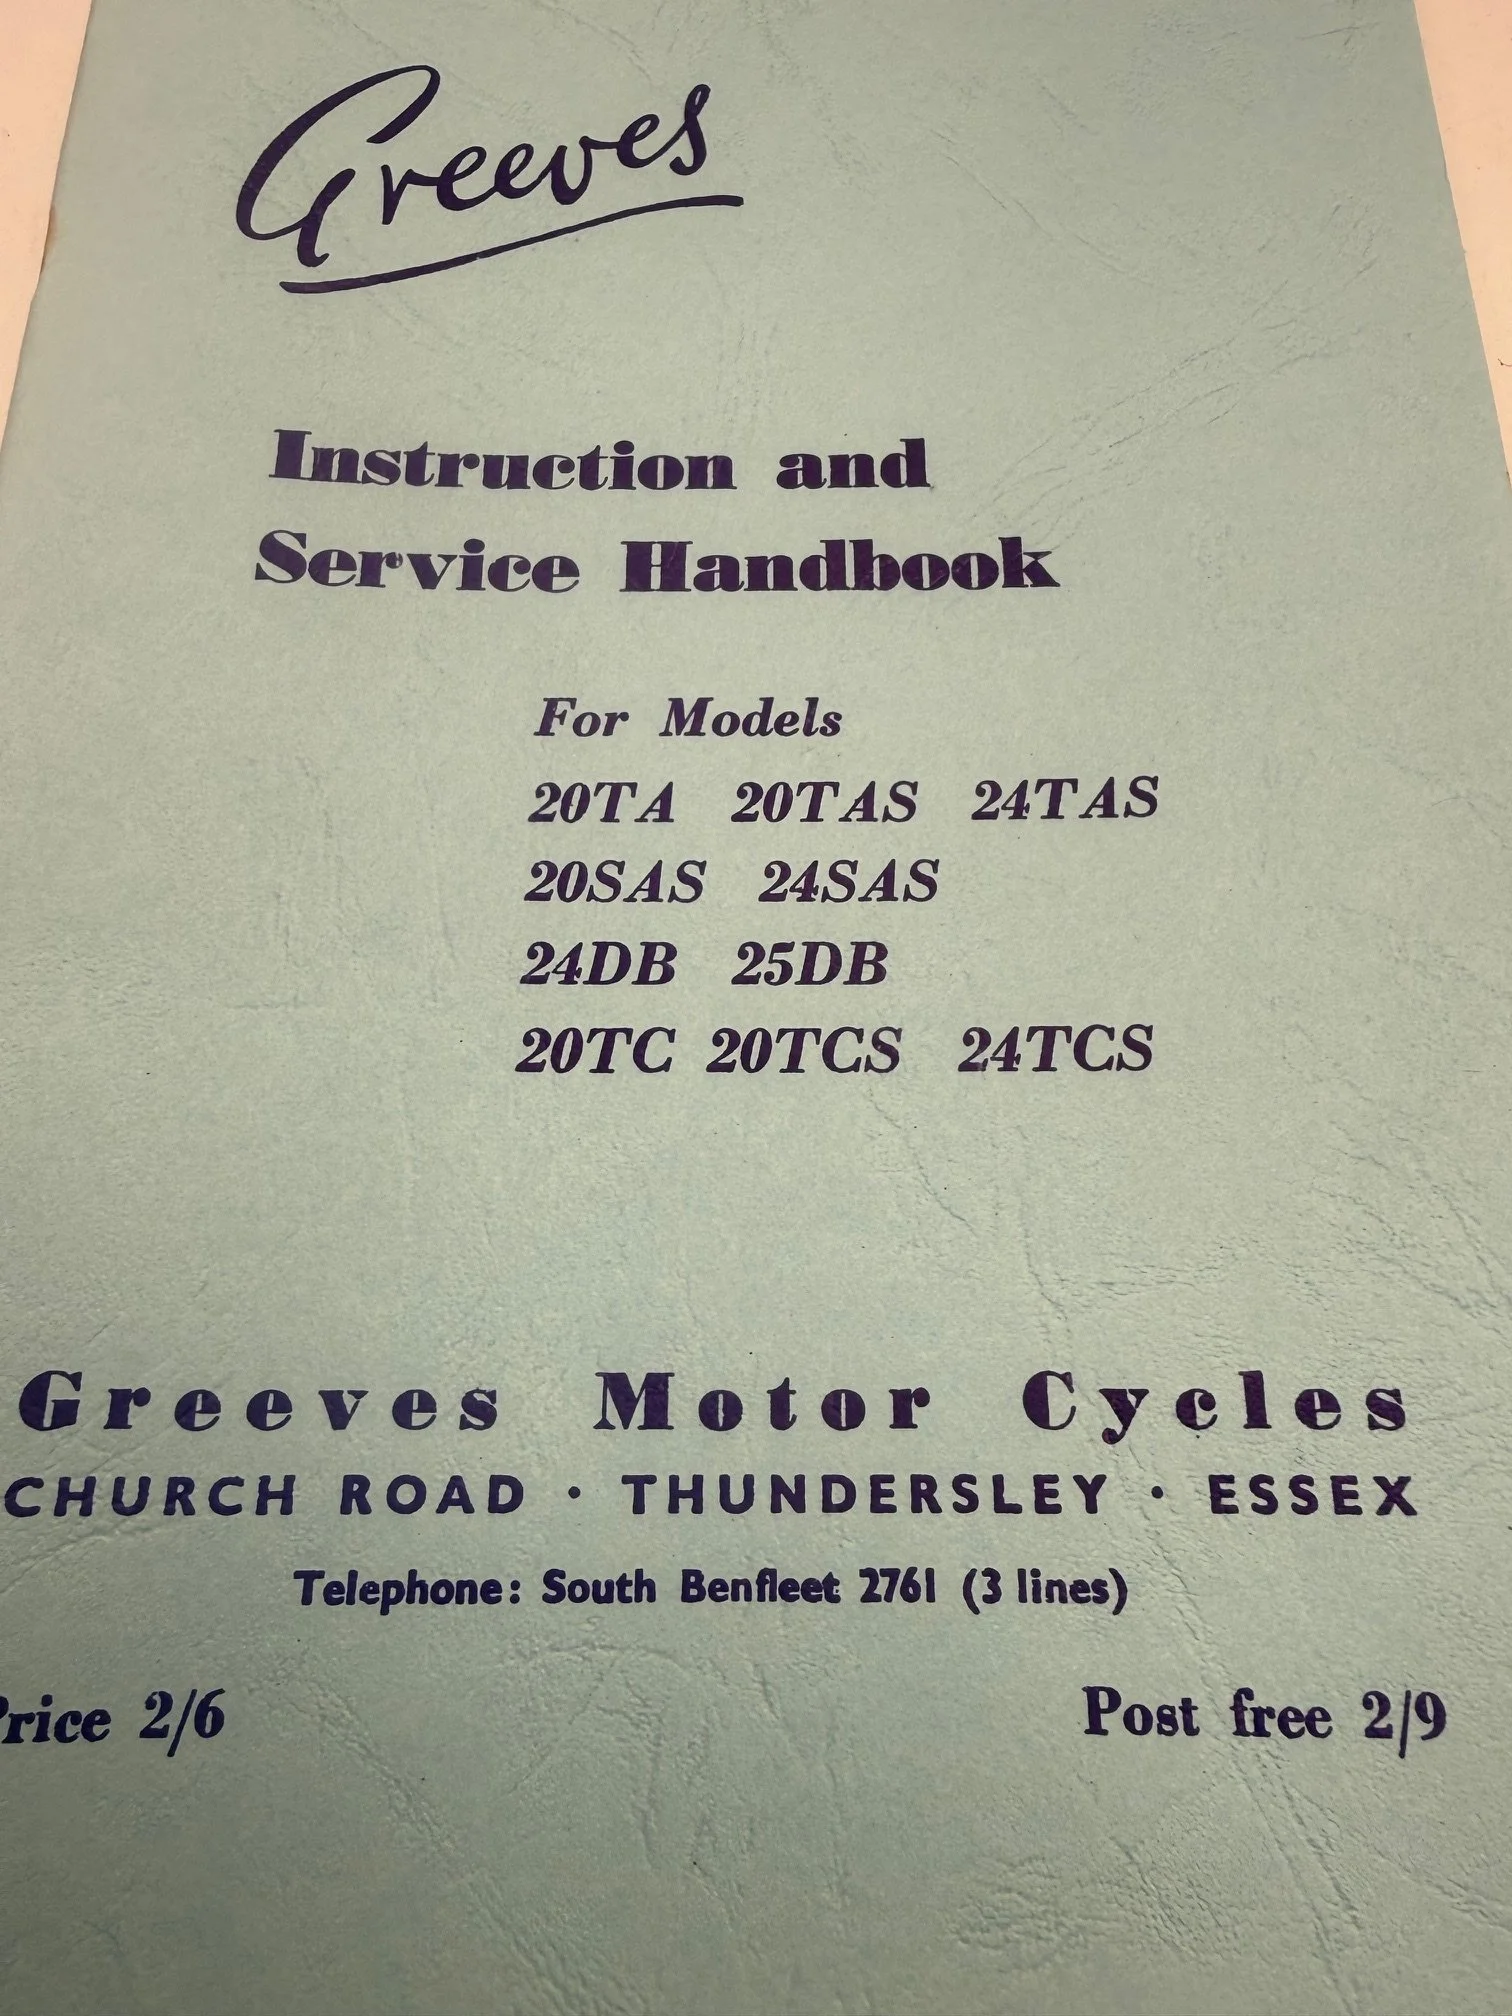 Greeves
Instruction and
Service Handbook
For Models
20TA 20TAS 24TAS
20SAS 24SAS
24DB 25DB
20TC 20TCS 24TCS
Greeves Motor Cycles
CHURCH ROAD · THUNDERSLEY · ESSEX
Telephone: South Benfleet 2761 (3 lines)
Price 2/6 Post free 2/9